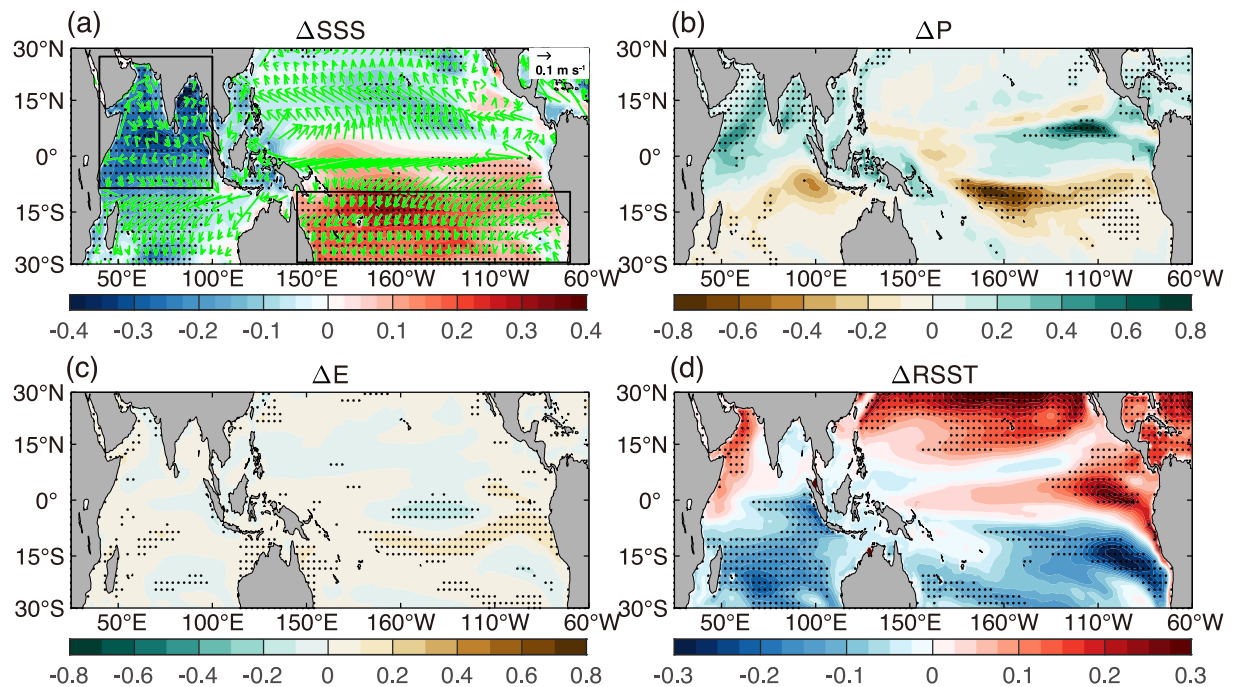 (a) ΔSSS
(b) ΔP
30°N
15°N
0°
15°S
30°S
0.1 m s⁻¹
50°E 100°E 150°E 160°W 110°W 60°W
-0.4 -0.3 -0.2 -0.1 0 0.1 0.2 0.3 0.4
30°N
15°N
0°
15°S
30°S
50°E 100°E 150°E 160°W 110°W 60°W
-0.8 -0.6 -0.4 -0.2 0 0.2 0.4 0.6 0.8
(c) ΔE
(d) ΔRSST
30°N
15°N
0°
15°S
30°S
50°E 100°E 150°E 160°W 110°W 60°W
-0.8 -0.6 -0.4 -0.2 0 0.2 0.4 0.6 0.8
30°N
15°N
0°
15°S
30°S
50°E 100°E 150°E 160°W 110°W 60°W
-0.3 -0.2 -0.1 0 0.1 0.2 0.3